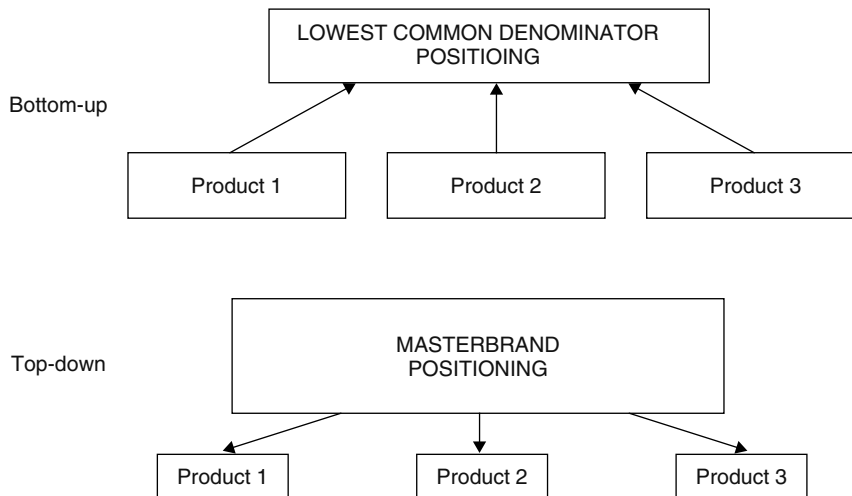 LOWEST COMMON DENOMINATOR
POSITIOING
Bottom-up
Product 1
Product 2
Product 3
MASTERBRAND
POSITIONING
Top-down
Product 1
Product 2
Product 3